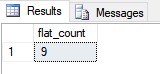 Results Messages
flat_count
1 9